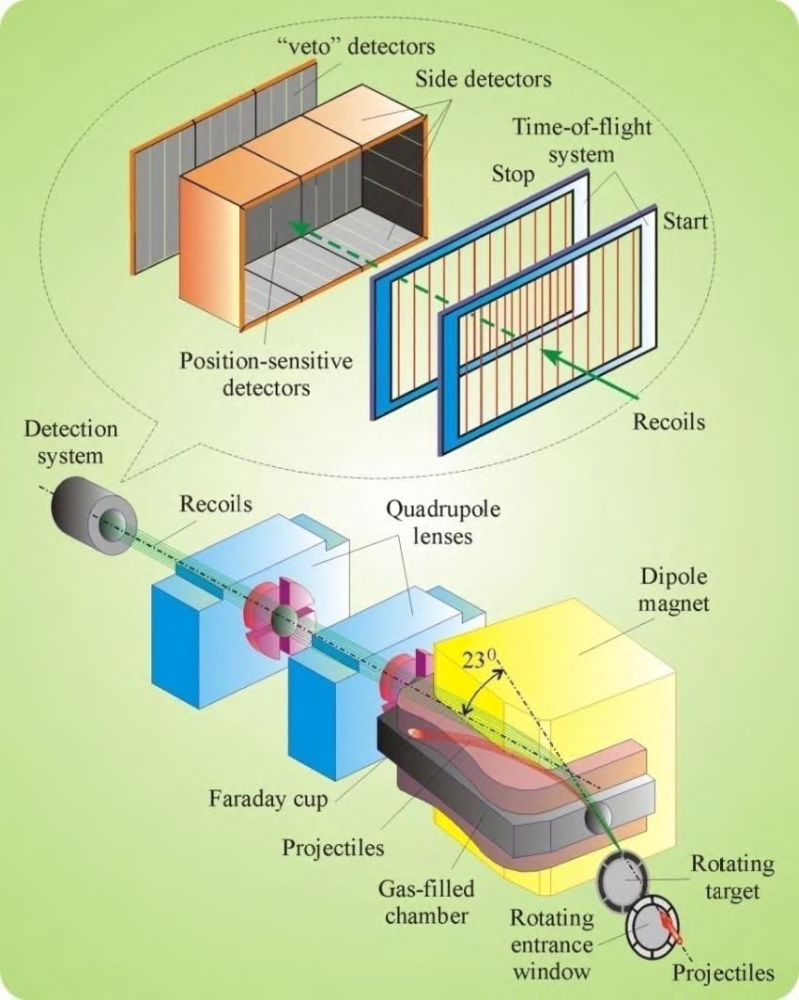 “veto” detectors
Side detectors
Time-of-flight
system
Stop
Start
Position-sensitive
detectors
Recoils
Detection
system
Recoils
Quadrupole
lenses
Dipole
magnet
23⁰
Faraday cup
Projectiles
Gas-filled
chamber
Rotating
target
Rotating
entrance
window
Projectiles